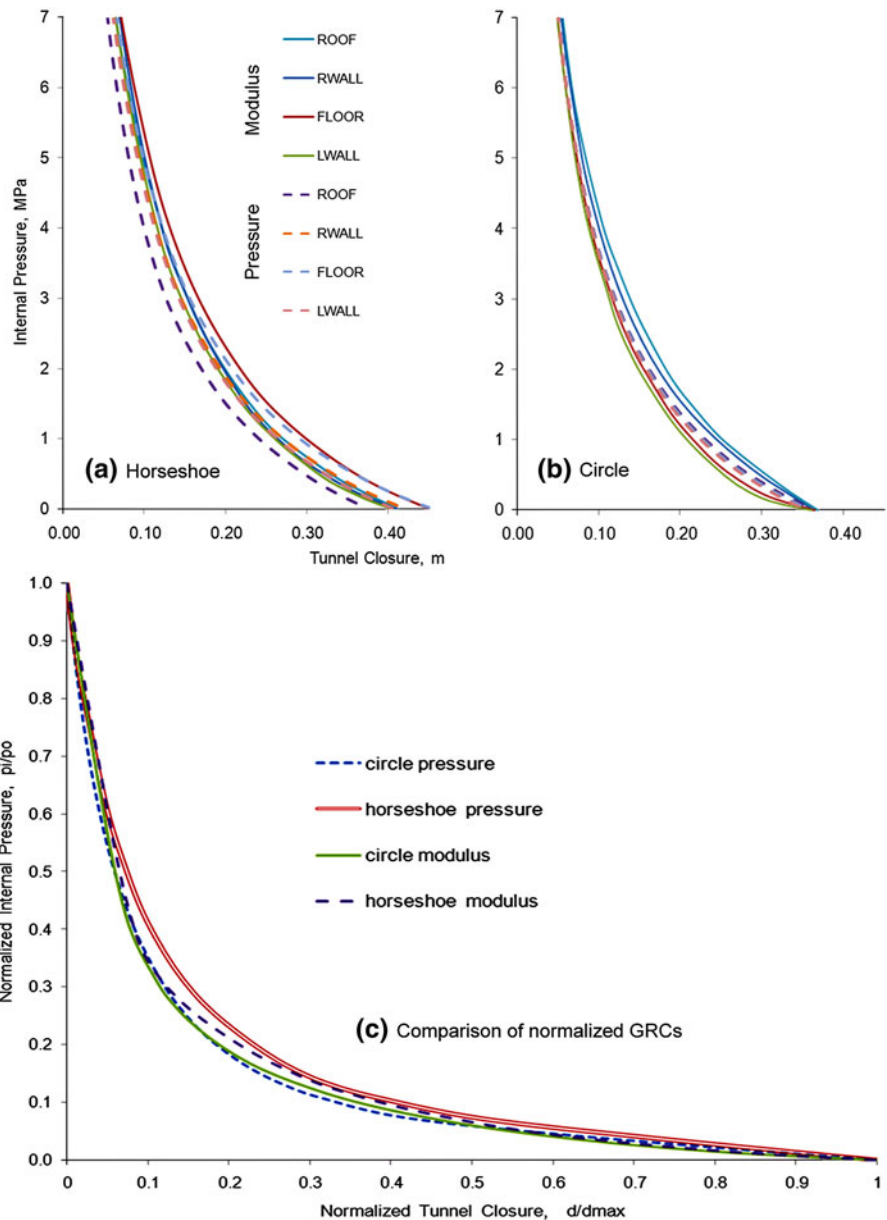 7
6
5
4
3
2
1
0
Internal Pressure, MPa
0.00
0.10
0.20
0.30
0.40
Tunnel Closure, m
Modulus
ROOF
RWALL
FLOOR
LWALL
Pressure
ROOF
RWALL
FLOOR
LWALL
(a) Horseshoe
7
6
5
4
3
2
1
0
0.00
0.10
0.20
0.30
0.40
(b) Circle
1.0
0.9
0.8
0.7
0.6
0.5
0.4
0.3
0.2
0.1
0.0
Normalized Internal Pressure, pi/po
circle pressure
horseshoe pressure
circle modulus
horseshoe modulus
(c) Comparison of normalized GRCs
0
0.1
0.2
0.3
0.4
0.5
0.6
0.7
0.8
0.9
1
Normalized Tunnel Closure, d/dmax